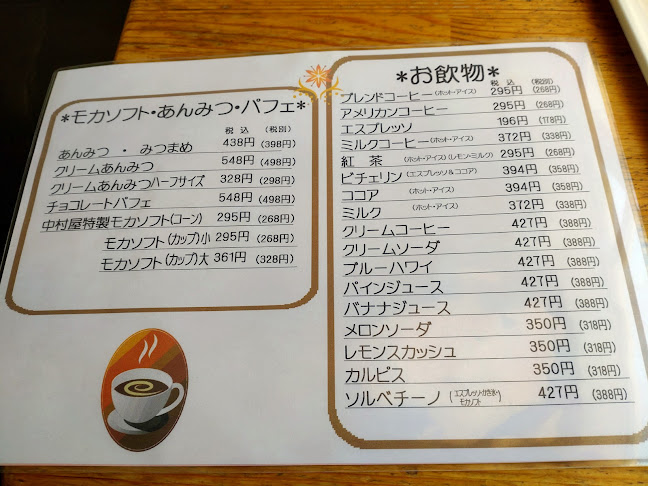 *モカソフト・あんみつ・パフェ*
税込 (税別)
あんみつ ・ みつまめ 438円 (398円)
クリームあんみつ 548円 (498円)
クリームあんみつハーフサイズ 328円 (298円)
チョコレートパフェ 548円 (498円)
中村屋特製モカソフト(コーン) 295円 (268円)
モカソフト(カップ)小 295円 (268円)
モカソフト(カップ)大 361円 (328円)
*お飲物*
税込 (税別)
ブレンドコーヒー(ホット・アイス) 295円 (268円)
アメリカンコーヒー 295円 (268円)
エスプレッソ 196円 (178円)
ミルクコーヒー(ホット・アイス) 372円 (338円)
紅 茶 (ホット・アイス)(レモン・ミルク) 295円 (268円)
ビチェリン(エスプレッソ&ココア) 394円 (358円)
ココア (ホット・アイス) 394円 (358円)
ミルク (ホット・アイス) 372円 (338円)
クリームコーヒー 427円 (388円)
クリームソーダ 427円 (388円)
ブルーハワイ 427円 (388円)
パインジュース 427円 (388円)
バナナジュース 427円 (388円)
メロンソーダ 350円 (318円)
レモンスカッシュ 350円 (318円)
カルピス 350円 (318円)
ソルベチーノ (エスプレッソ・かき氷・モカソフト) 427円 (388円)